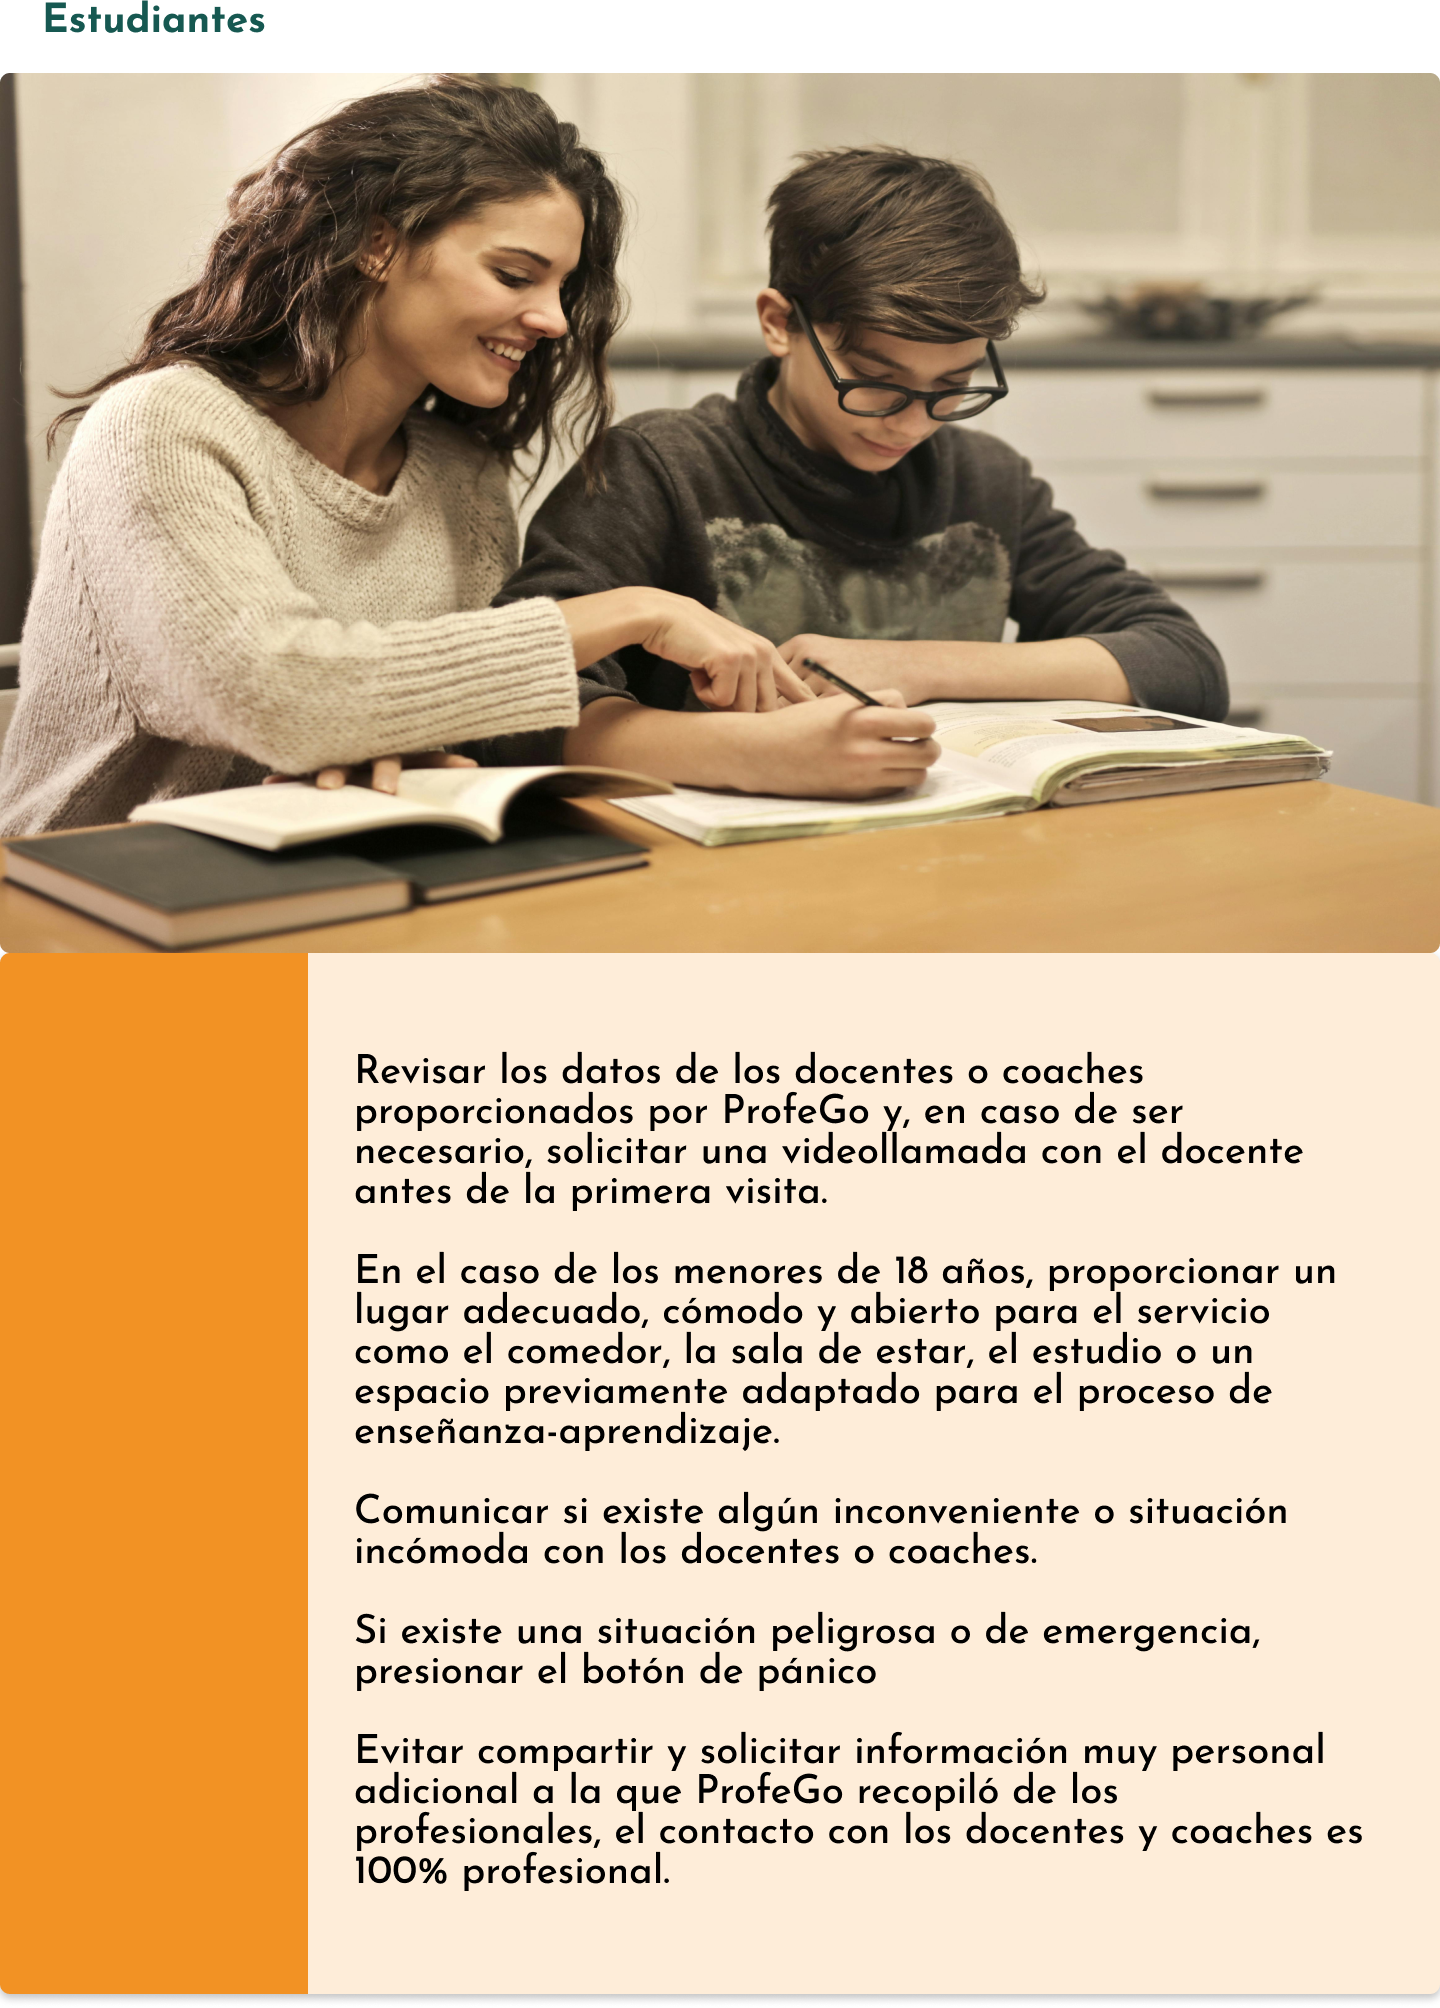 Estudiantes
Revisar los datos de los docentes o coaches
proporcionados por ProfeGo y, en caso de ser
necesario, solicitar una videollamada con el docente
antes de la primera visita.
En el caso de los menores de 18 años, proporcionar un
lugar adecuado, cómodo y abierto para el servicio
como el comedor, la sala de estar, el estudio o un
espacio previamente adaptado para el proceso de
enseñanza-aprendizaje.
Comunicar si existe algún inconveniente o situación
incómoda con los docentes o coaches.
Si existe una situación peligrosa o de emergencia,
presionar el botón de pánico
Evitar compartir y solicitar información muy personal
adicional a la que ProfeGo recopiló de los
profesionales, el contacto con los docentes y coaches es
100% profesional.